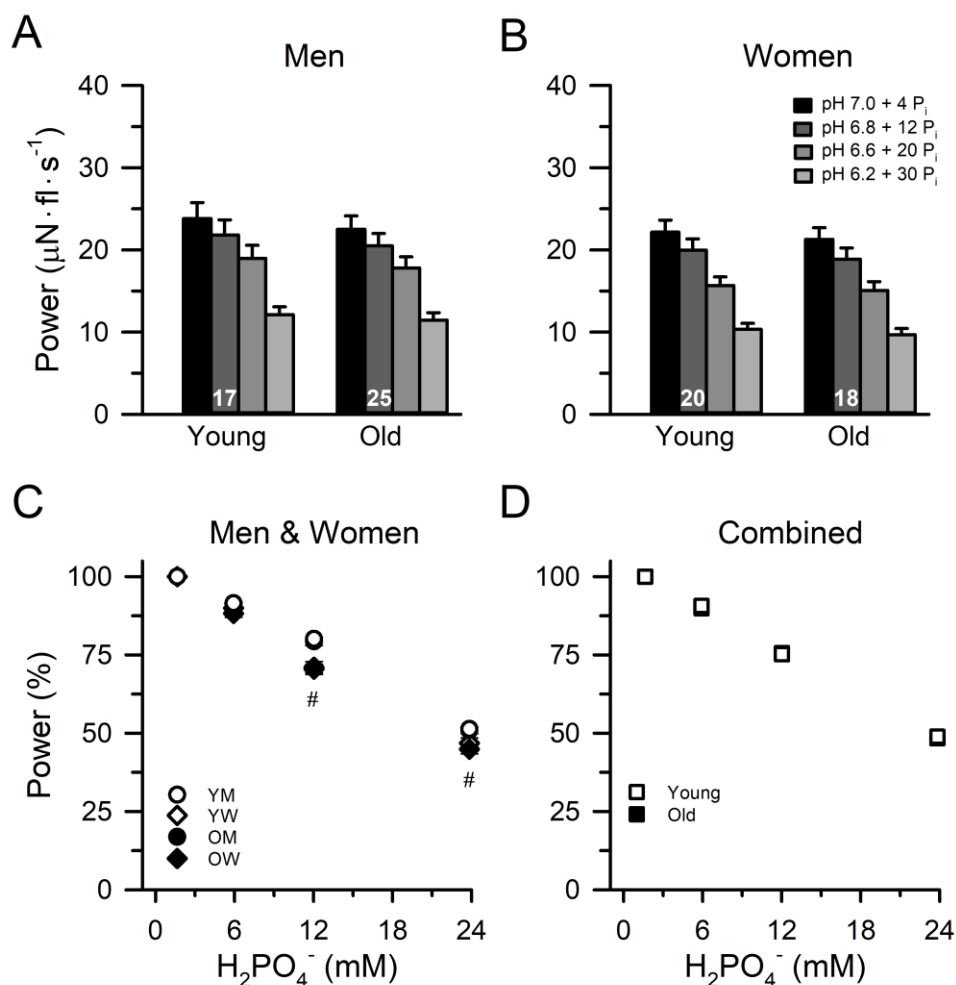 A
Men
40
30
20
10
0
Power (μN·fl·s⁻¹)
17
25
Young
Old
B
Women
40
30
20
10
0
pH 7.0 + 4 Pᵢ
pH 6.8 + 12 Pᵢ
pH 6.6 + 20 Pᵢ
pH 6.2 + 30 Pᵢ
20
18
Young
Old
C
Men & Women
100
75
50
25
0
Power (%)
#
#
YM
YW
OM
OW
0 6 12 18 24
H₂PO₄⁻ (mM)
D
Combined
100
75
50
25
0
Young
Old
0 6 12 18 24
H₂PO₄⁻ (mM)